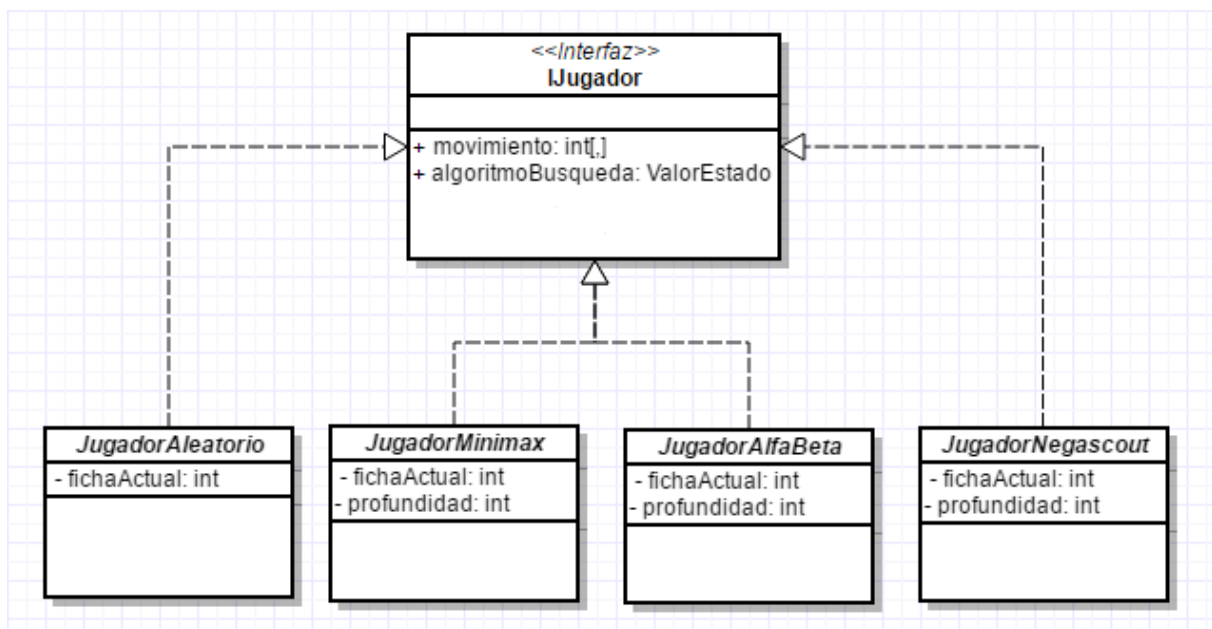 <<Interfaz>>
IJugador
+ movimiento: int[,]
+ algoritmoBusqueda: ValorEstado
JugadorAleatorio
- fichaActual: int
JugadorMinimax
- fichaActual: int
- profundidad: int
JugadorAlfaBeta
- fichaActual: int
- profundidad: int
JugadorNegascout
- fichaActual: int
- profundidad: int